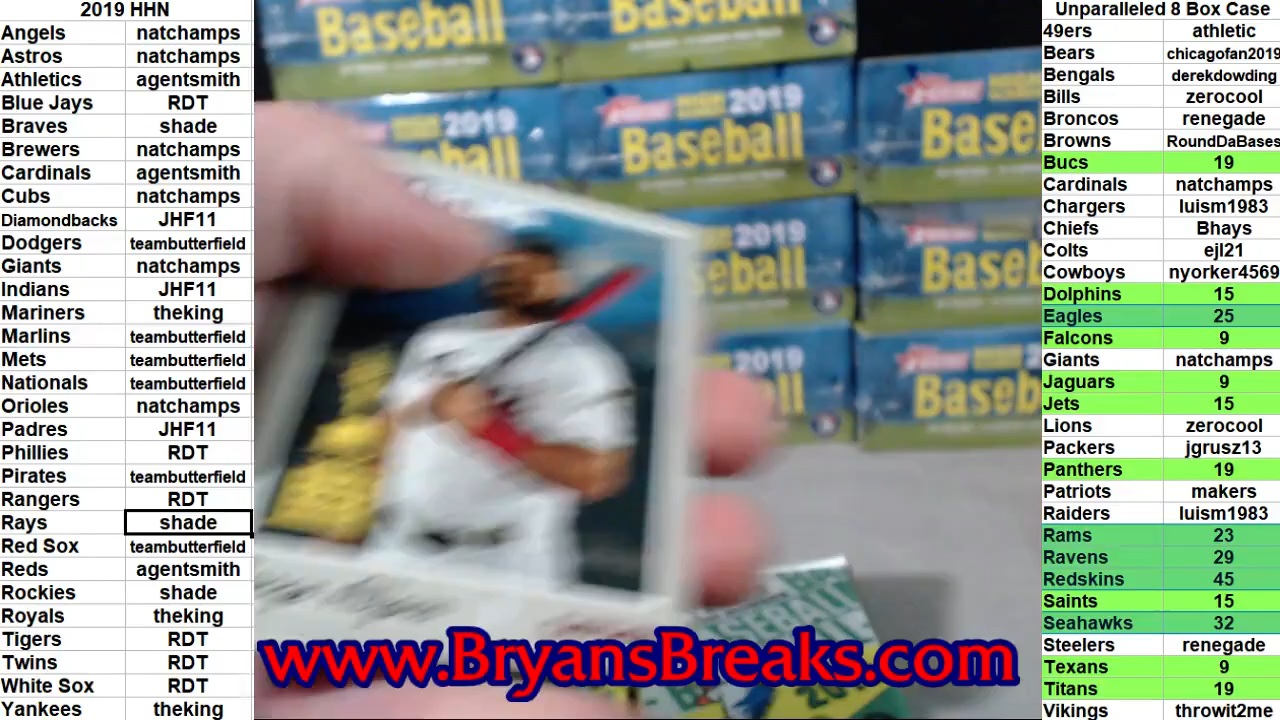 2019 HHN
Angels natchamps
Astros natchamps
Athletics agentsmith
Blue Jays RDT
Braves shade
Brewers natchamps
Cardinals agentsmith
Cubs natchamps
Diamondbacks JHF11
Dodgers teambutterfield
Giants natchamps
Indians JHF11
Mariners theking
Marlins teambutterfield
Mets teambutterfield
Nationals teambutterfield
Orioles natchamps
Padres JHF11
Phillies RDT
Pirates teambutterfield
Rangers RDT
Rays shade
Red Sox teambutterfield
Reds agentsmith
Rockies shade
Royals theking
Tigers RDT
Twins RDT
White Sox RDT
Yankees theking
Baseball
Baseball
2019
2019
Baseball
Base
2019
seball
Base
2019
Baseball
www.BryansBreaks.com
Unparalleled 8 Box Case
49ers athletic
Bears chicagofan2019
Bengals derekdowding
Bills zerocool
Broncos renegade
Browns RoundDaBases
Bucs 19
Cardinals natchamps
Chargers luism1983
Chiefs Bhays
Colts ejl21
Cowboys nyorker4569
Dolphins 15
Eagles 25
Falcons 9
Giants natchamps
Jaguars 9
Jets 15
Lions zerocool
Packers jgrusz13
Panthers 19
Patriots makers
Raiders luism1983
Rams 23
Ravens 29
Redskins 45
Saints 15
Seahawks 32
Steelers renegade
Texans 9
Titans 19
Vikings throwit2me